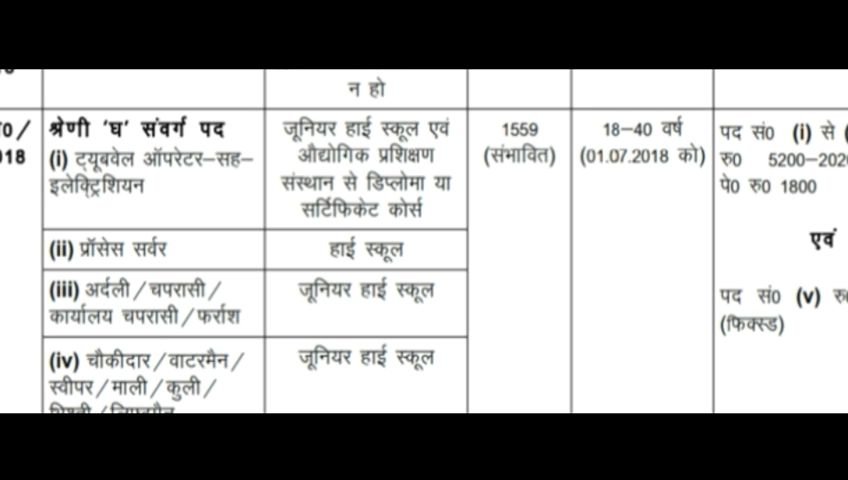 न हो
श्रेणी 'घ' संवर्ग पद
(i) ट्यूबवेल ऑपरेटर–सह–
इलेक्ट्रिशियन
जूनियर हाई स्कूल एवं
औद्योगिक प्रशिक्षण
संस्थान से डिप्लोमा या
सर्टिफिकेट कोर्स
1559
(संभावित)
18–40 वर्ष
(01.07.2018 को)
पद सं0 (i) से (
रु0 5200–202
पे0 रु0 1800
एवं
पद सं0 (v) रु
(फिक्स्ड)
(ii) प्रॉसेस सर्वर
हाई स्कूल
(iii) अर्दली/चपरासी/
कार्यालय चपरासी/फर्राश
जूनियर हाई स्कूल
(iv) चौकीदार/वाटरमैन/
स्वीपर/माली/कुली/
जूनियर हाई स्कूल